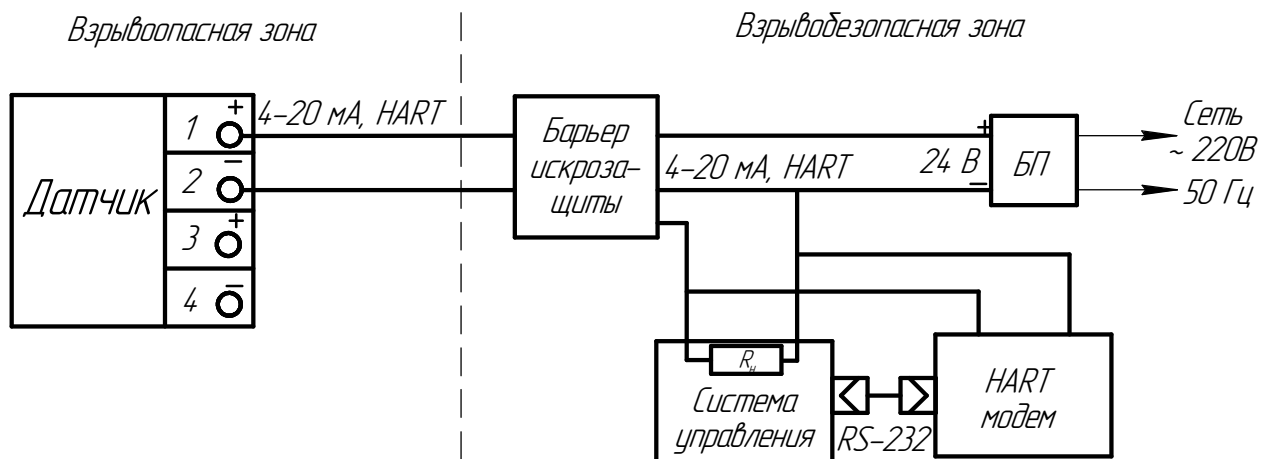 Взрывоопасная зона
Взрывобезопасная зона
Датчик
1 +
2 −
3 +
4 −
4–20 мА, HART
Барьер
искроза–
щиты
4–20 мА, HART
+
24 В
−
БП
Сеть
~ 220В
50 Гц
Rн
Система
управления
RS–232
HART
модем